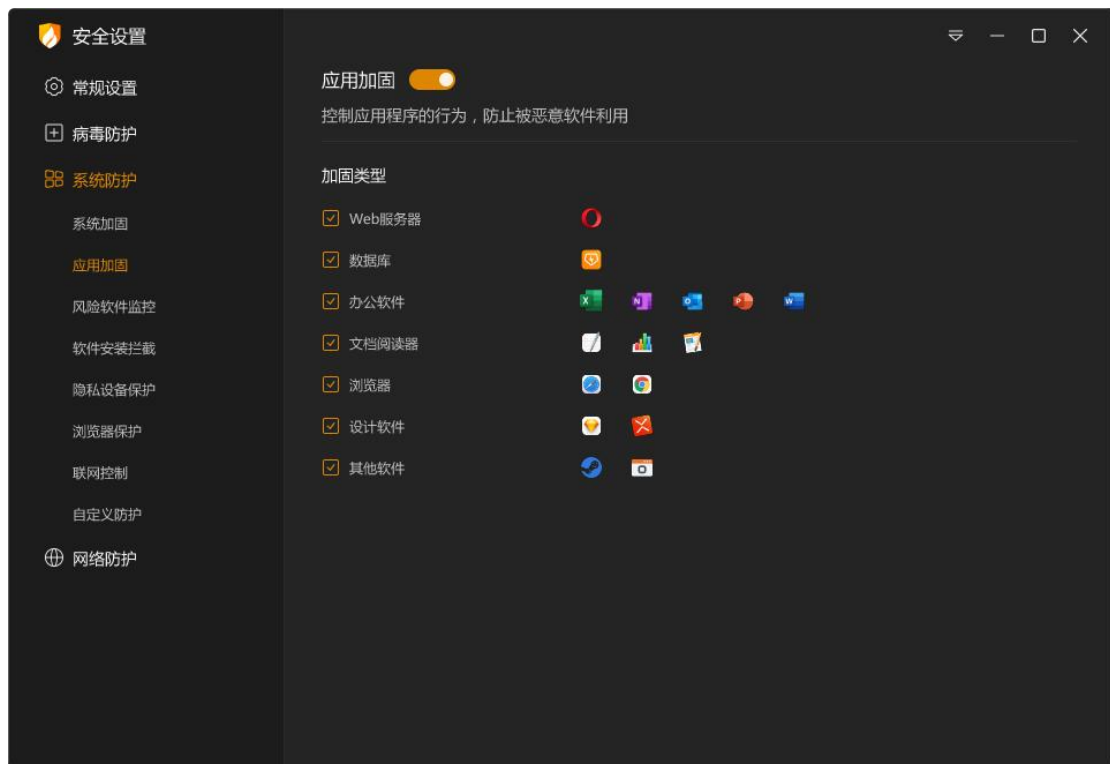 安全设置
常规设置
病毒防护
系统防护
系统加固
应用加固
风险软件监控
软件安装拦截
隐私设备保护
浏览器保护
联网控制
自定义防护
网络防护
应用加固
控制应用程序的行为，防止被恶意软件利用
加固类型
Web服务器
数据库
办公软件
文档阅读器
浏览器
设计软件
其他软件